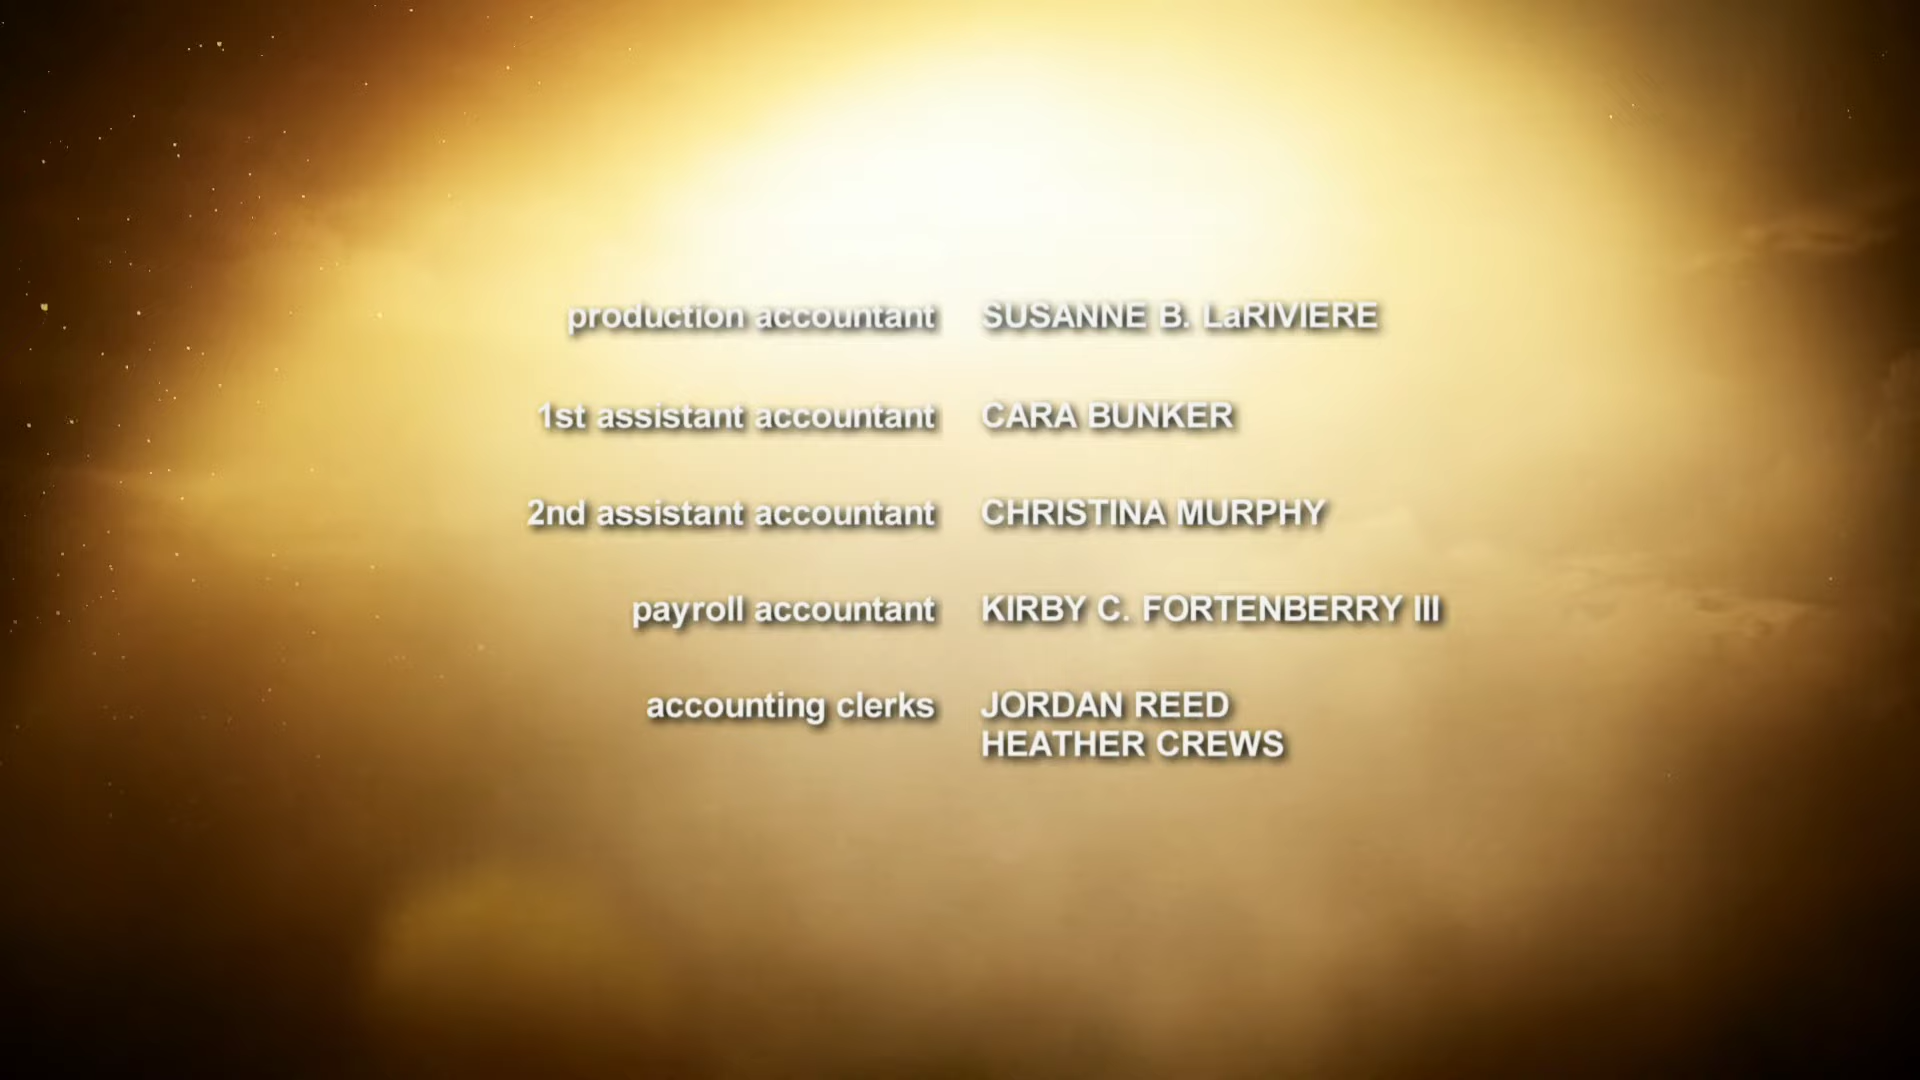 production accountant SUSANNE B. LaRIVIERE
1st assistant accountant CARA BUNKER
2nd assistant accountant CHRISTINA MURPHY
payroll accountant KIRBY C. FORTENBERRY III
accounting clerks JORDAN REED
HEATHER CREWS